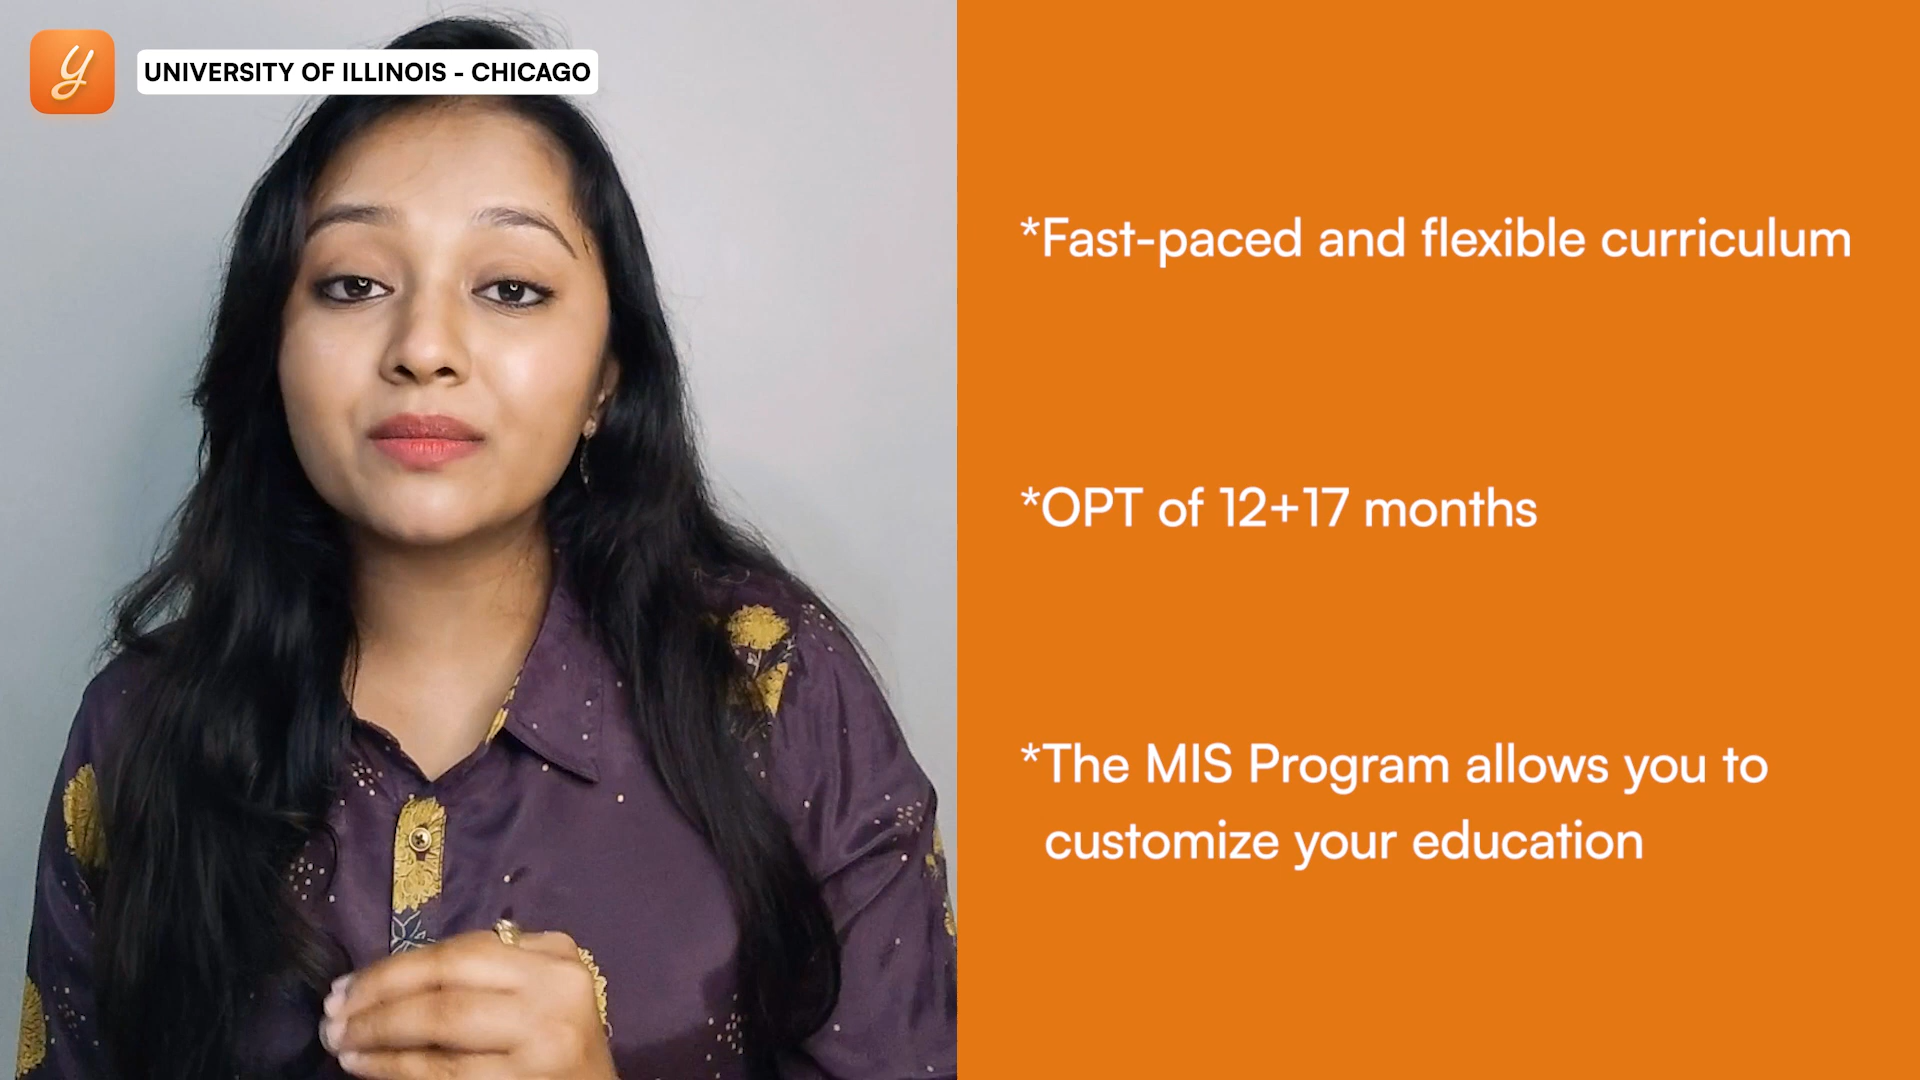 y
UNIVERSITY OF ILLINOIS - CHICAGO
*Fast-paced and flexible curriculum
*OPT of 12+17 months
*The MIS Program allows you to
customize your education